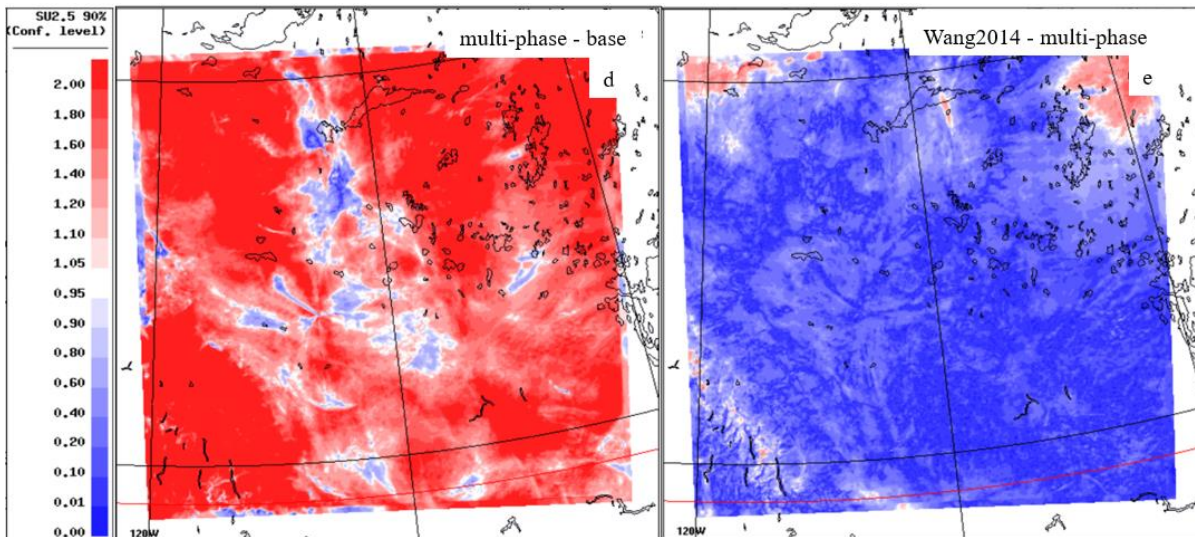 SU2.5 90%
(Conf. level)
2.00
1.80
1.60
1.40
1.20
1.10
1.05
0.95
0.90
0.80
0.60
0.40
0.20
0.10
0.01
0.00
multi-phase - base
d
120W
Wang2014 - multi-phase
e
120W